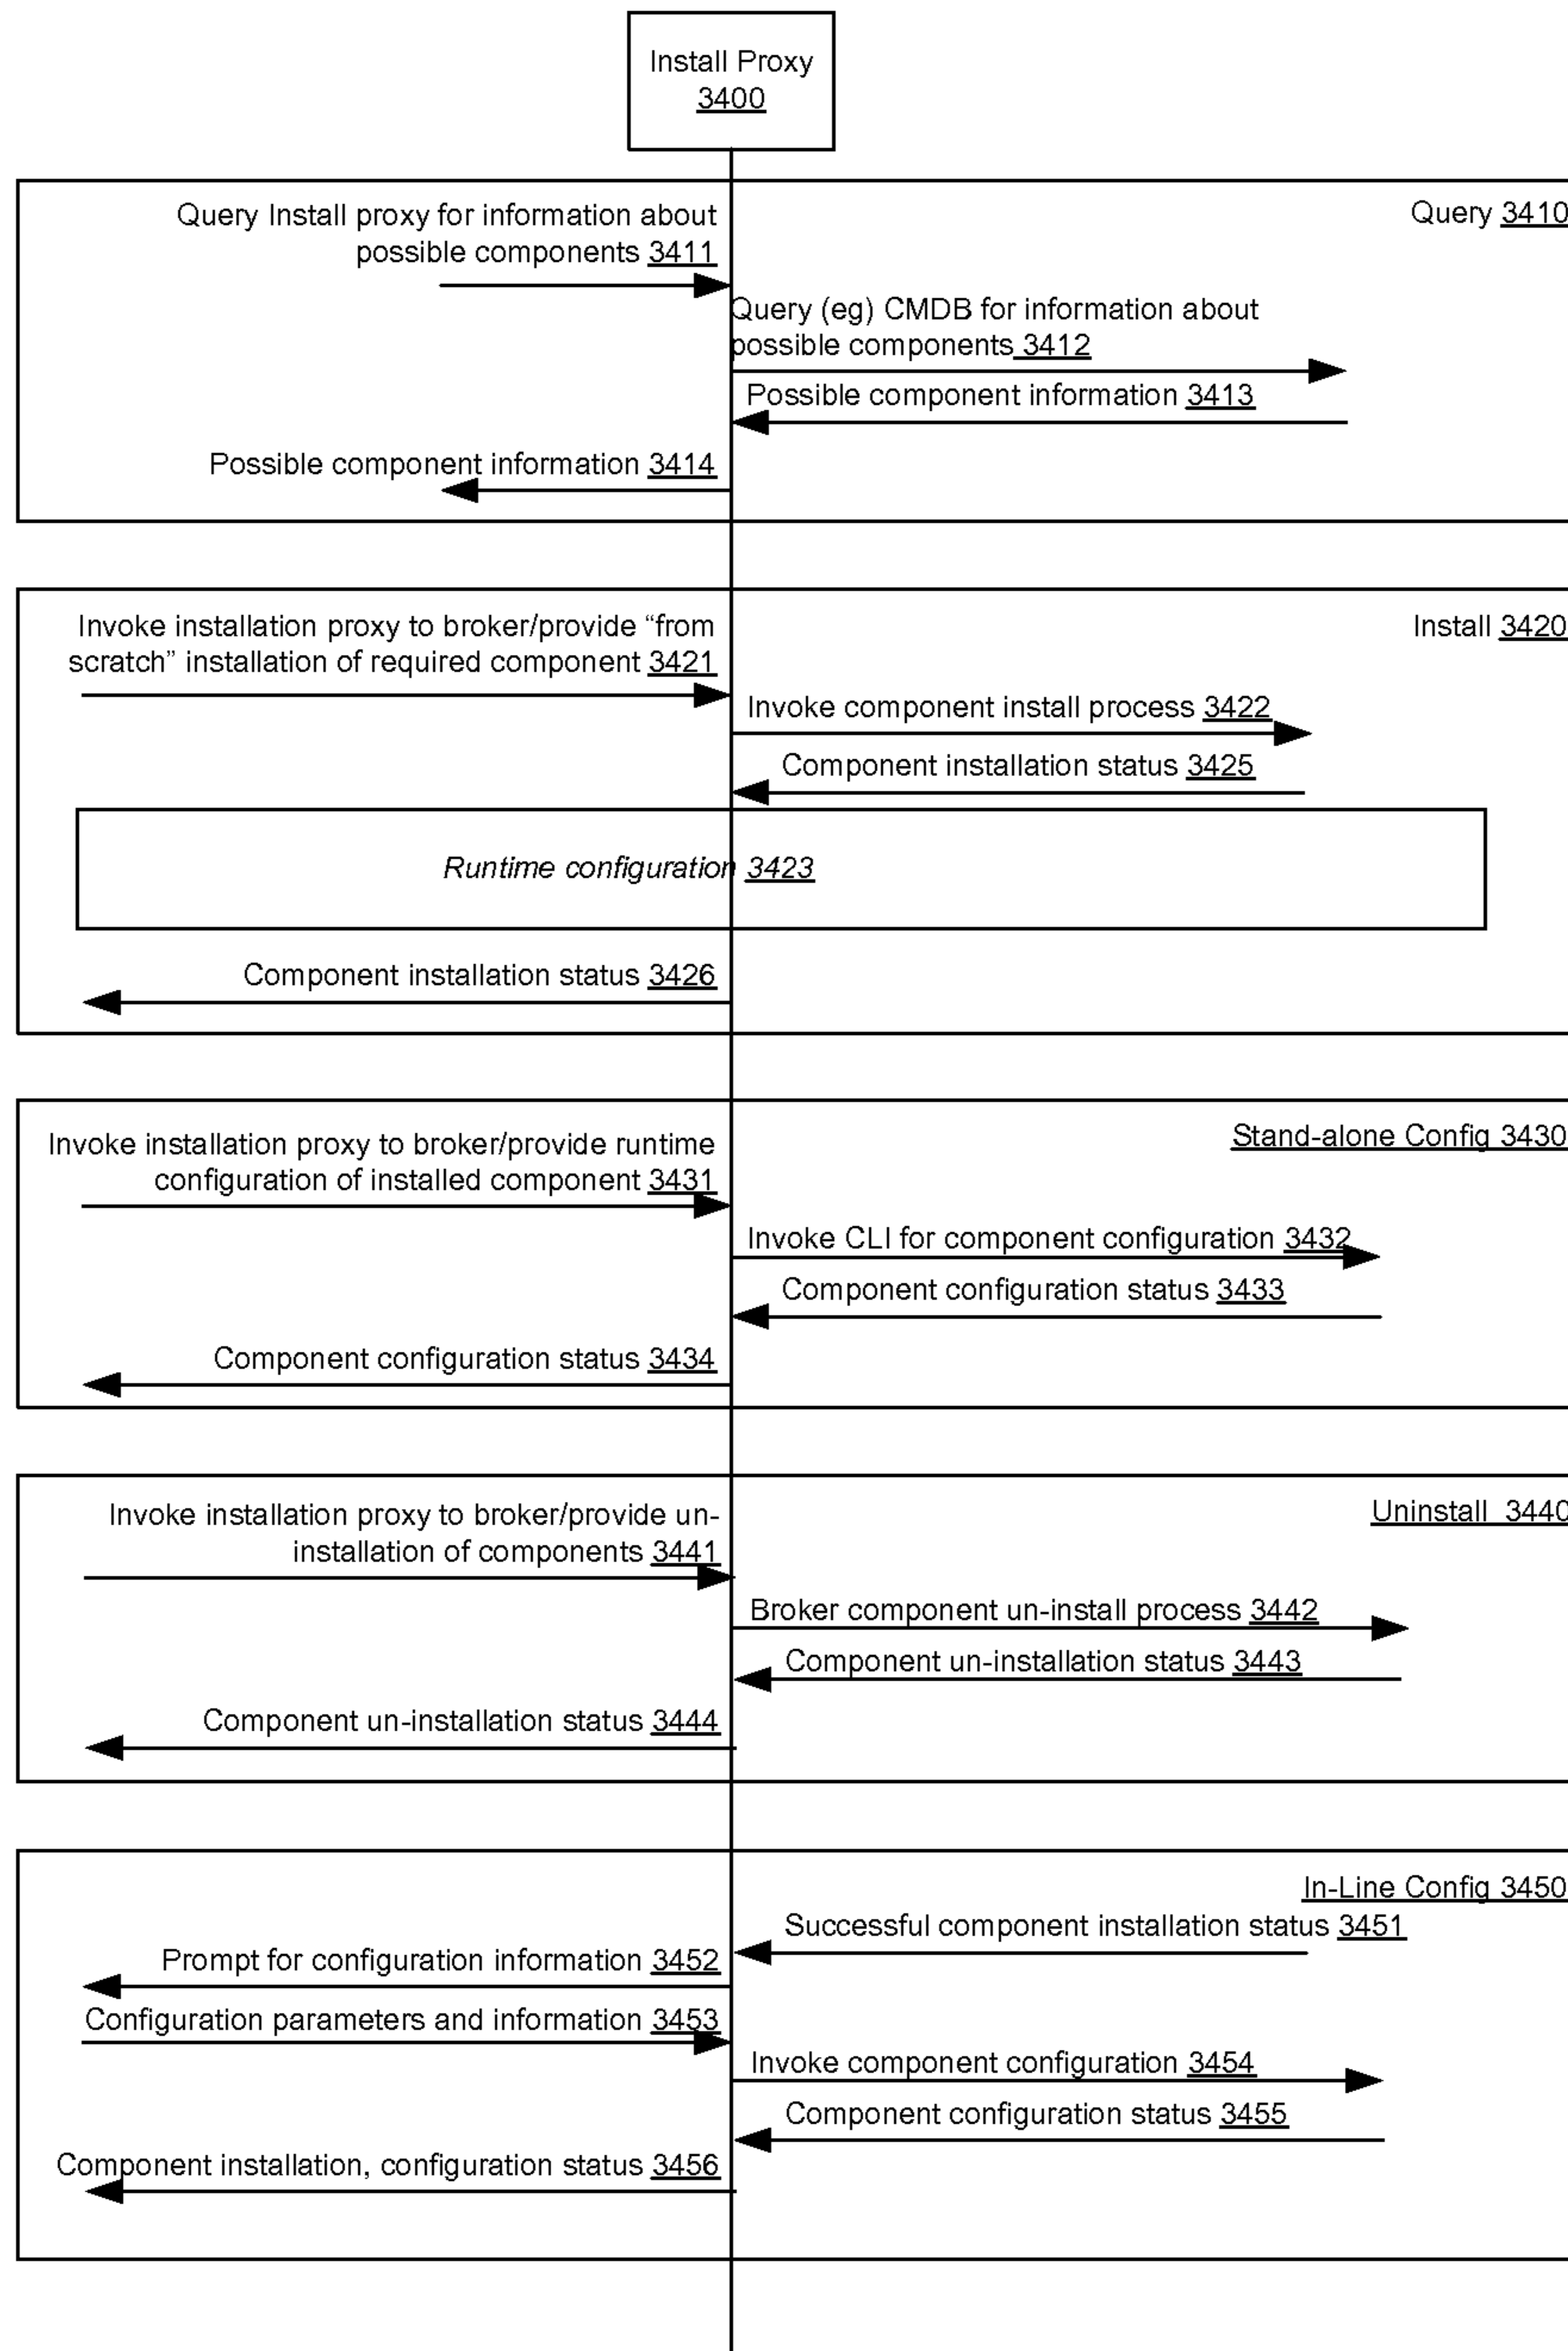 Install Proxy
3400
Query 3410
Query Install proxy for information about
possible components 3411
Query (eg) CMDB for information about
possible components 3412
Possible component information 3413
Possible component information 3414
Install 3420
Invoke installation proxy to broker/provide “from
scratch” installation of required component 3421
Invoke component install process 3422
Component installation status 3425
Runtime configuration 3423
Component installation status 3426
Stand-alone Config 3430
Invoke installation proxy to broker/provide runtime
configuration of installed component 3431
Invoke CLI for component configuration 3432
Component configuration status 3433
Component configuration status 3434
Uninstall 3440
Invoke installation proxy to broker/provide un-
installation of components 3441
Broker component un-install process 3442
Component un-installation status 3443
Component un-installation status 3444
In-Line Config 3450
Successful component installation status 3451
Prompt for configuration information 3452
Configuration parameters and information 3453
Invoke component configuration 3454
Component configuration status 3455
Component installation, configuration status 3456